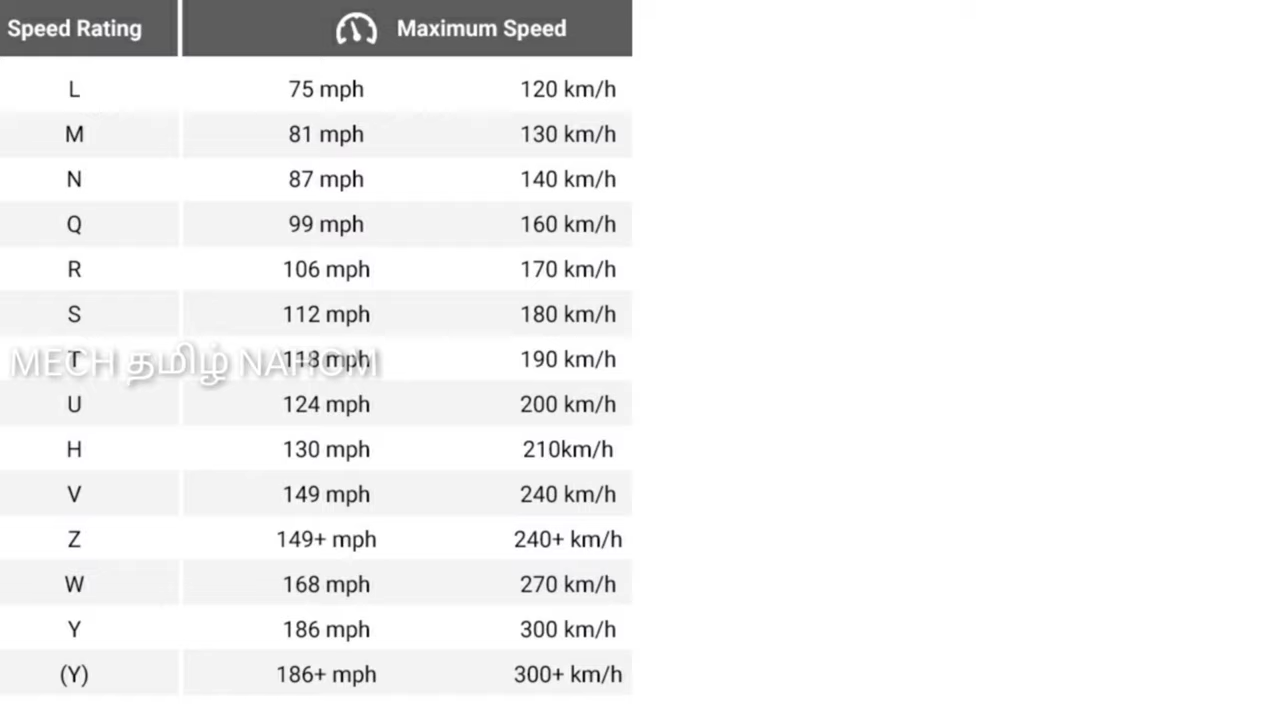 Speed Rating Maximum Speed
L 75 mph 120 km/h
M 81 mph 130 km/h
N 87 mph 140 km/h
Q 99 mph 160 km/h
R 106 mph 170 km/h
S 112 mph 180 km/h
T 118 mph 190 km/h
MECH தமிழ் NAHOM
U 124 mph 200 km/h
H 130 mph 210km/h
V 149 mph 240 km/h
Z 149+ mph 240+ km/h
W 168 mph 270 km/h
Y 186 mph 300 km/h
(Y) 186+ mph 300+ km/h